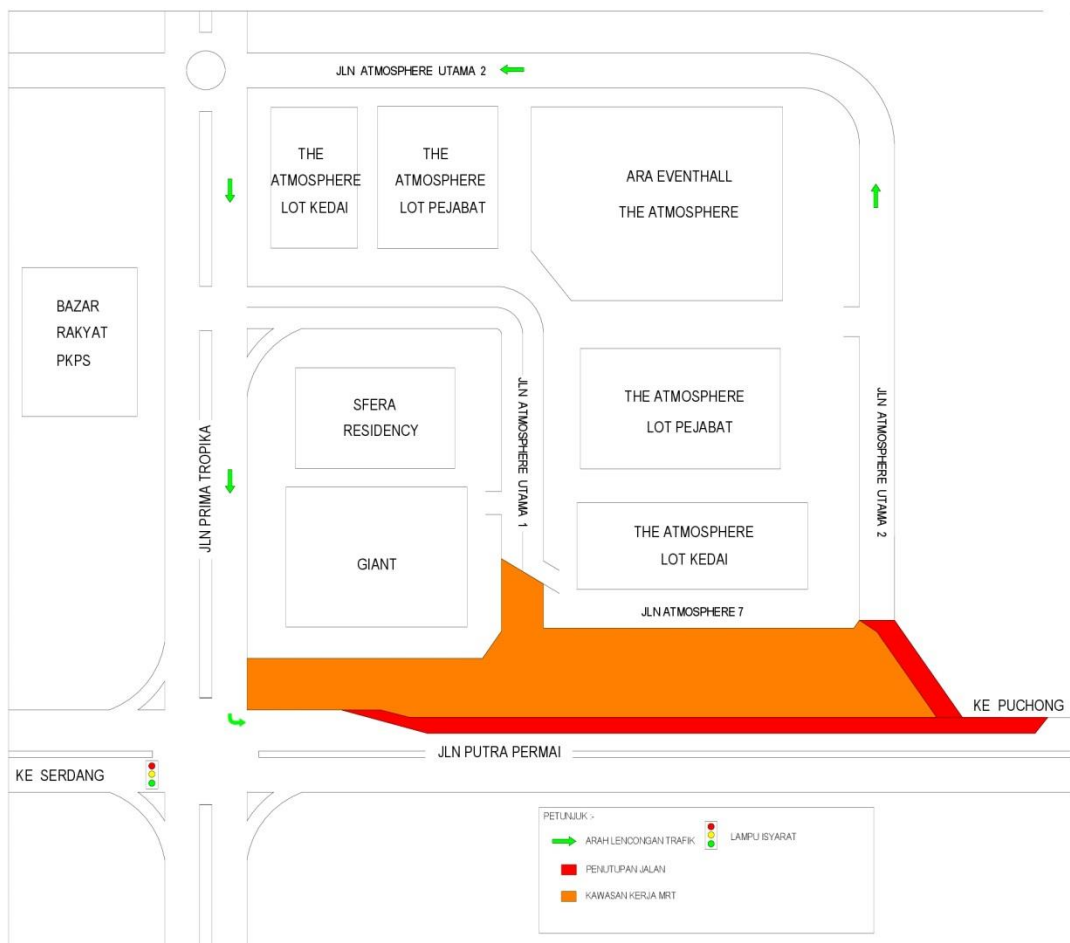 JLN ATMOSPHERE UTAMA 2
THE
ATMOSPHERE
LOT KEDAI
THE
ATMOSPHERE
LOT PEJABAT
ARA EVENTHALL
THE ATMOSPHERE
BAZAR
RAKYAT
PKPS
SFERA
RESIDENCY
THE ATMOSPHERE
LOT PEJABAT
JLN ATMOSPHERE UTAMA 1
JLN ATMOSPHERE UTAMA 2
JLN PRIMA TROPIKA
GIANT
THE ATMOSPHERE
LOT KEDAI
JLN ATMOSPHERE 7
KE PUCHONG
JLN PUTRA PERMAI
KE SERDANG
PETUNJUK :-
ARAH LENCONGAN TRAFIK
LAMPU ISYARAT
PENUTUPAN JALAN
KAWASAN KERJA MRT